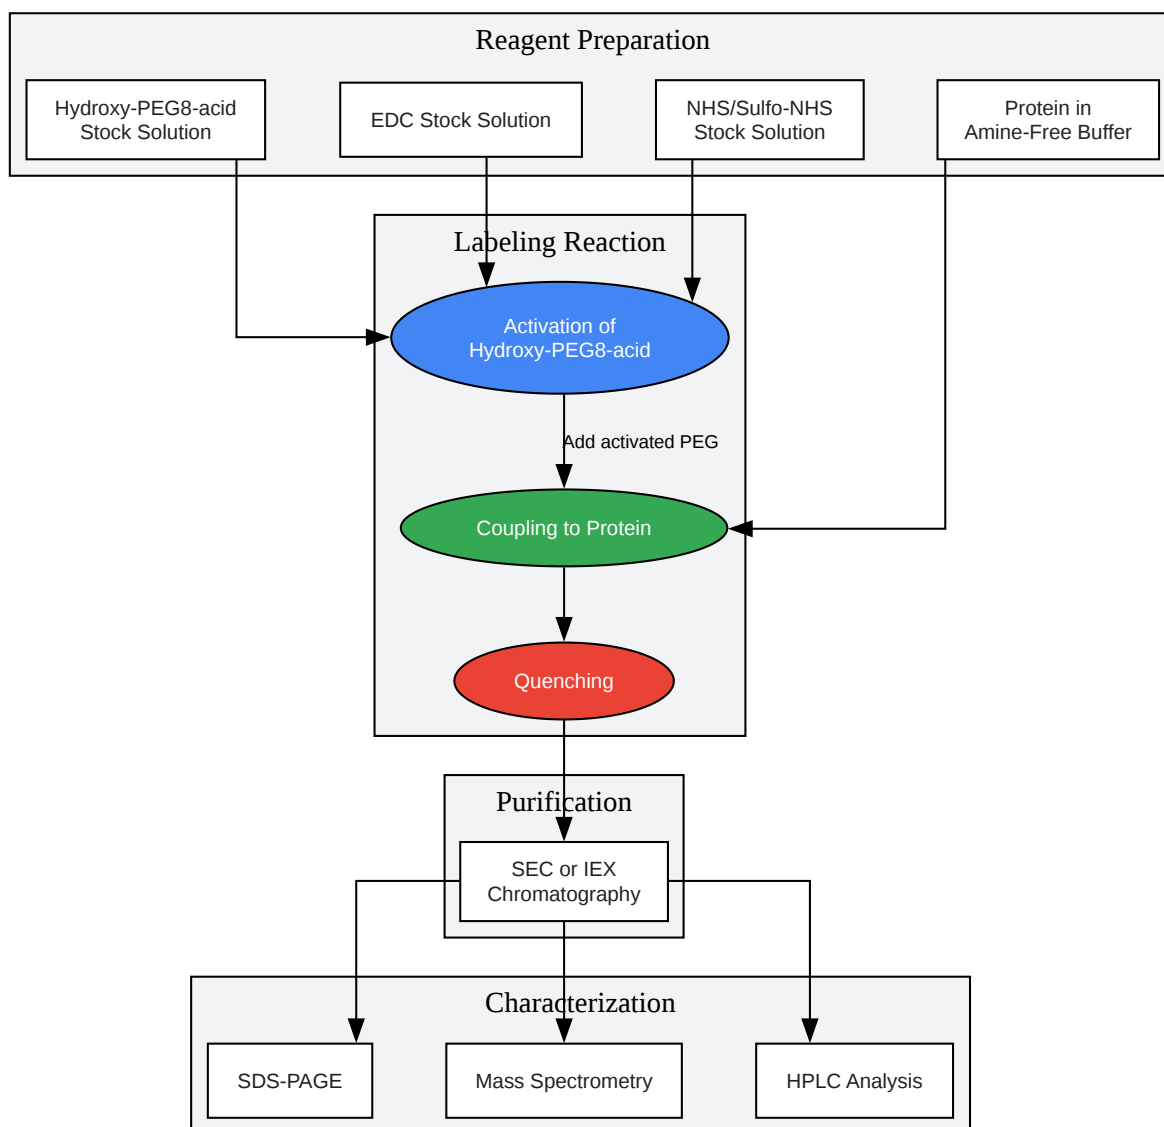 Reagent Preparation
Hydroxy-PEG8-acid
Stock Solution
EDC Stock Solution
NHS/Sulfo-NHS
Stock Solution
Protein in
Amine-Free Buffer
Labeling Reaction
Activation of
Hydroxy-PEG8-acid
Add activated PEG
Coupling to Protein
Quenching
Purification
SEC or IEX
Chromatography
Characterization
SDS-PAGE
Mass Spectrometry
HPLC Analysis